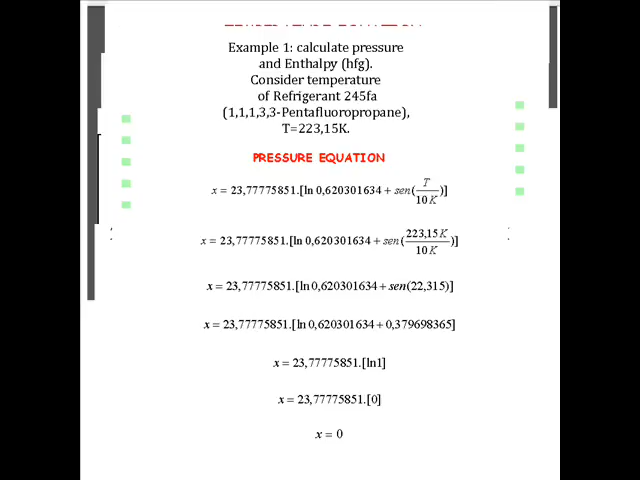 Example 1: calculate pressure
and Enthalpy (hfg).
Consider temperature
of Refrigerant 245fa
(1,1,1,3,3-Pentafluoropropane),
T=223,15K.
PRESSURE EQUATION
x = 23,77775851.[ln 0,620301634 + sen(T/10 K)]
x = 23,77775851.[ln 0,620301634 + sen(223,15 K/10 K)]
x = 23,77775851.[ln 0,620301634 + sen(22,315)]
x = 23,77775851.[ln 0,620301634 + 0,379698365]
x = 23,77775851.[ln1]
x = 23,77775851.[0]
x = 0